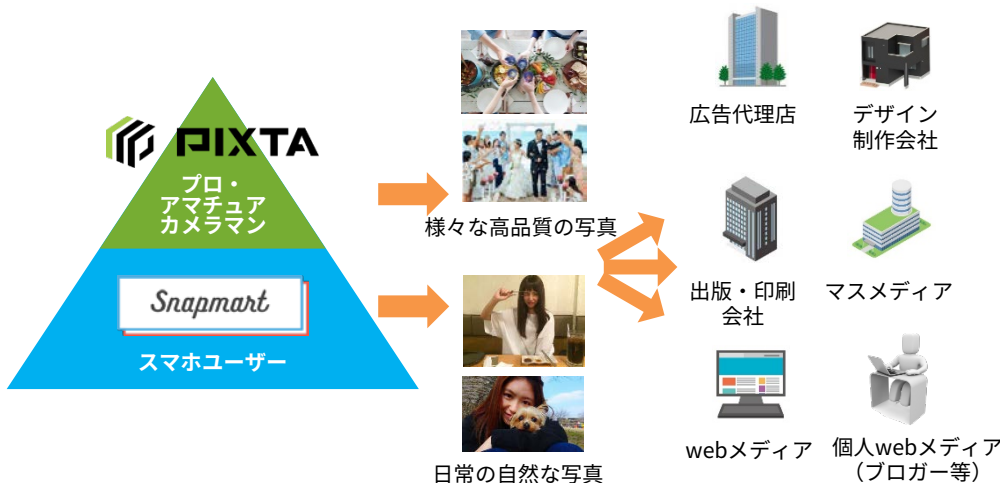 PIXTA
プロ・
アマチュア
カメラマン
Snapmart
スマホユーザー
様々な高品質の写真
日常の自然な写真
広告代理店
デザイン
制作会社
出版・印刷
会社
マスメディア
webメディア
個人webメディア
（ブロガー等）